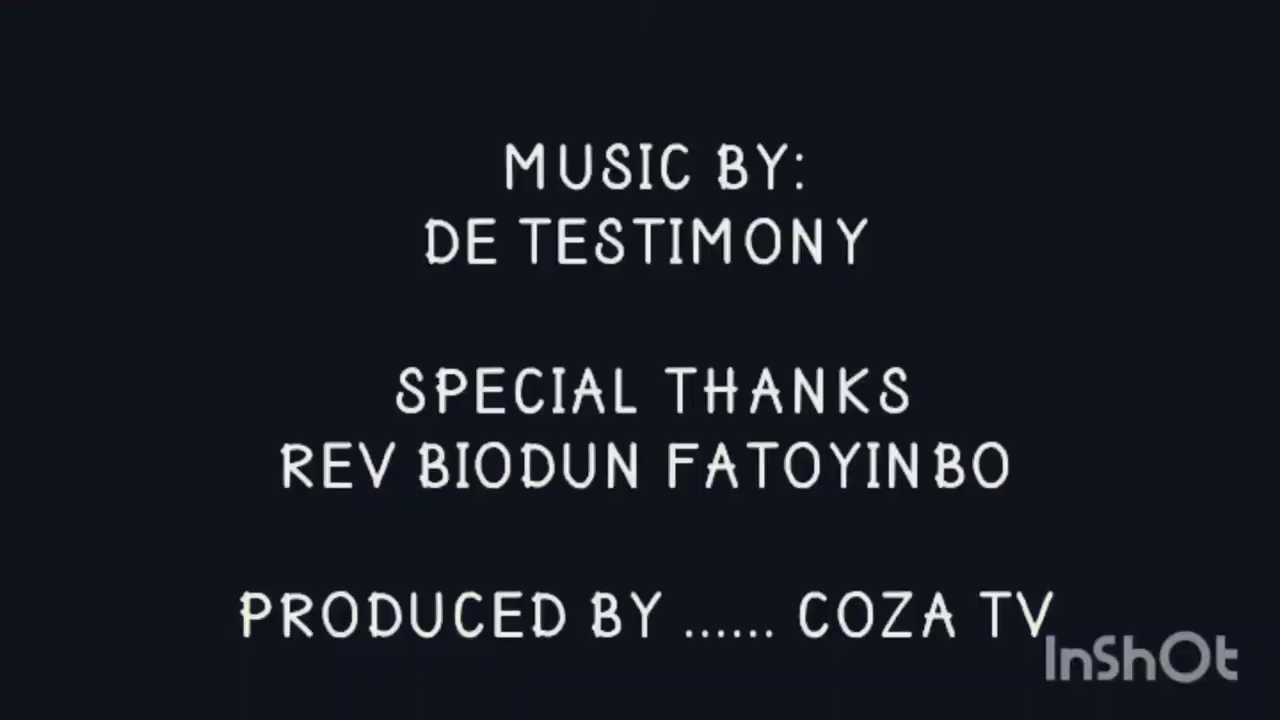 MUSIC BY:
DE TESTIMONY
SPECIAL THANKS
REV BIODUN FATOYINBO
PRODUCED BY ...... COZA TV
InShOt